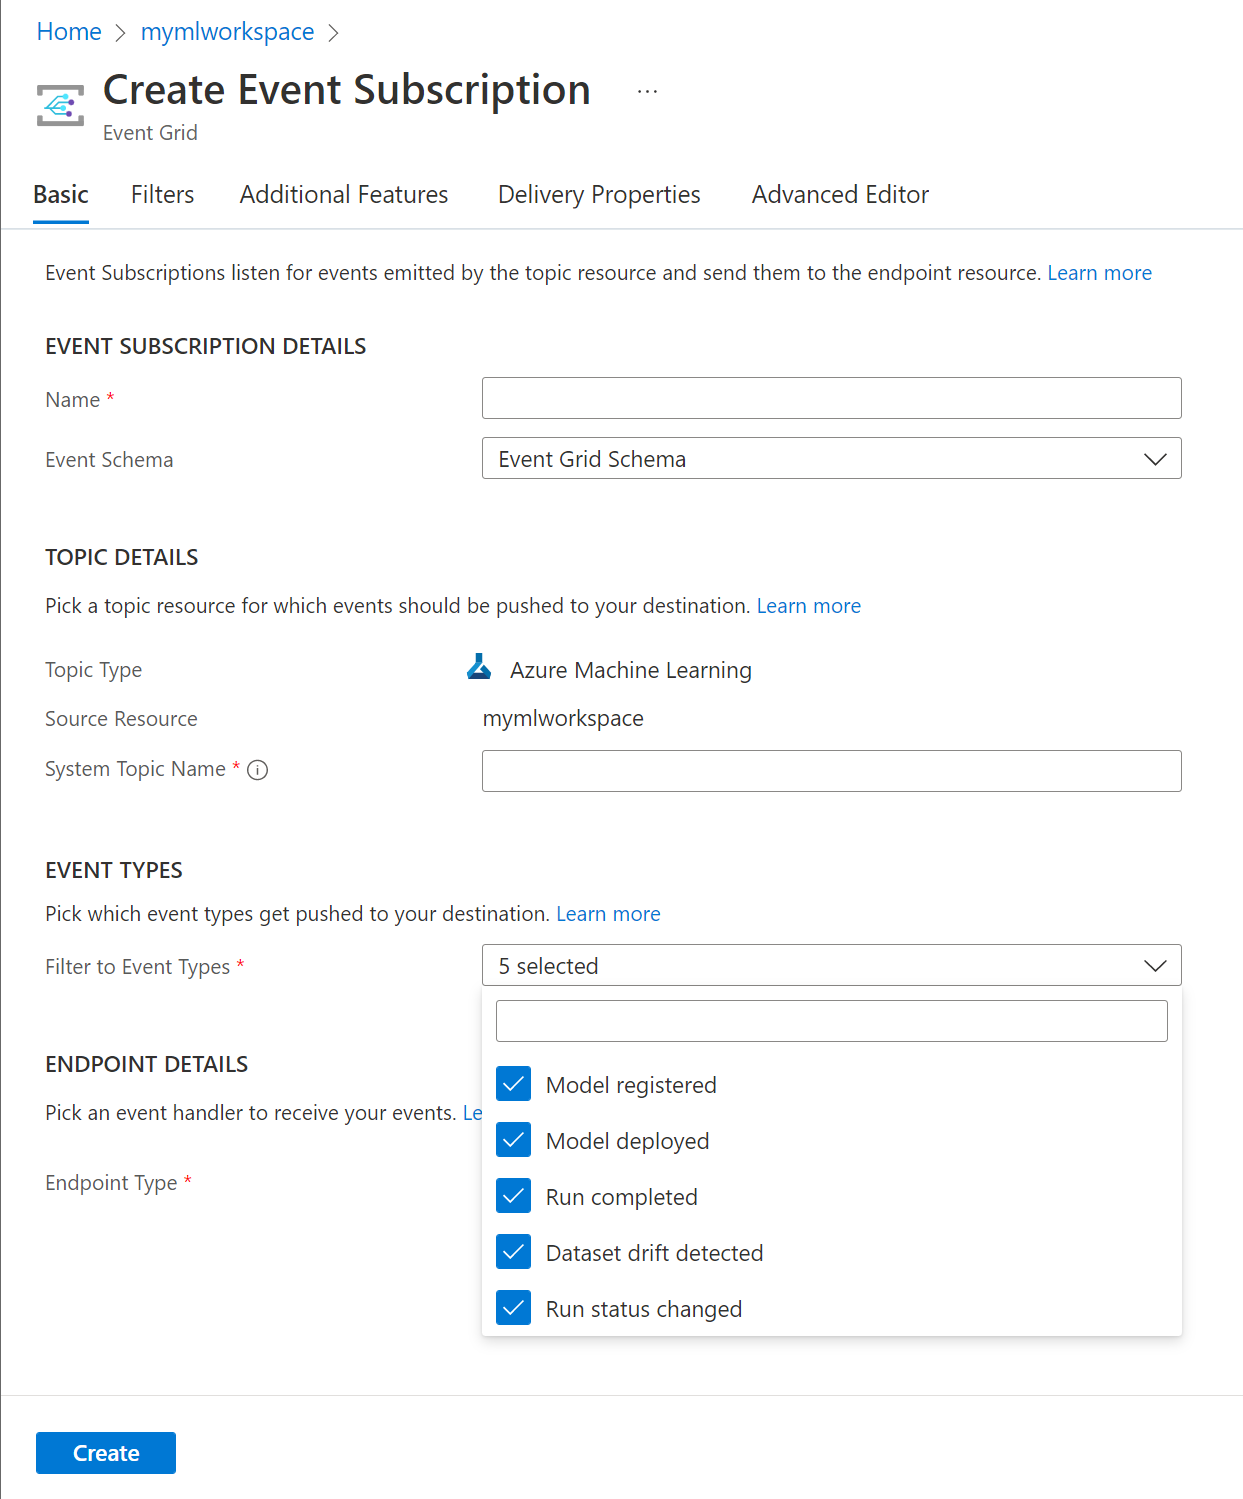 Home > mymlworkspace >
Create Event Subscription ...
Event Grid
Basic Filters Additional Features Delivery Properties Advanced Editor
Event Subscriptions listen for events emitted by the topic resource and send them to the endpoint resource. Learn more
EVENT SUBSCRIPTION DETAILS
Name *
Event Schema Event Grid Schema
TOPIC DETAILS
Pick a topic resource for which events should be pushed to your destination. Learn more
Topic Type Azure Machine Learning
Source Resource mymlworkspace
System Topic Name *
EVENT TYPES
Pick which event types get pushed to your destination. Learn more
Filter to Event Types * 5 selected
ENDPOINT DETAILS
Pick an event handler to receive your events. Le
Endpoint Type *
Model registered
Model deployed
Run completed
Dataset drift detected
Run status changed
Create